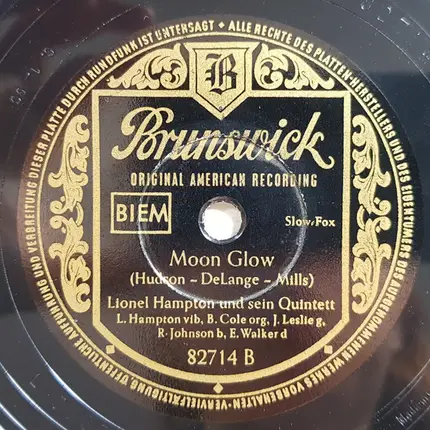 ALLE RECHTE DES PLATTEN-HERSTELLERS UND DES AUFGENOMMENEN WERKES VORBEHALTEN • VERVIELFÄLTIGUNG, ÖFFENTLICHE AUFFÜHRUNG UND VERBREITUNG DIESER PLATTE DURCH RUNDFUNK IST UNTERSAGT •
B
Brunswick
ORIGINAL AMERICAN RECORDING
BIEM
Slow-Fox
Moon Glow
(Hudson - DeLange - Mills)
Lionel Hampton und sein Quintett
L. Hampton vib, B. Cole org, J. Leslie g,
R. Johnson b, E. Walker d
82714 B